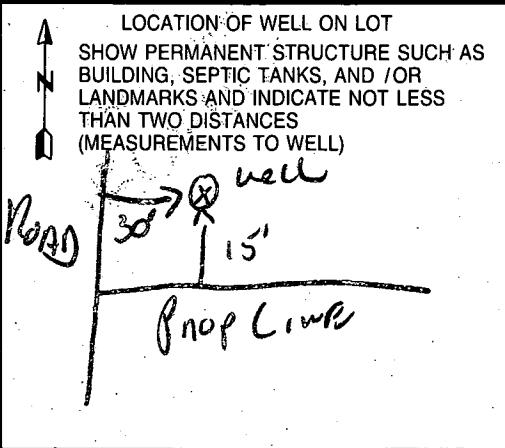 LOCATION OF WELL ON LOT
N
SHOW PERMANENT STRUCTURE SUCH AS
BUILDING, SEPTIC TANKS, AND / OR
LANDMARKS AND INDICATE NOT LESS
THAN TWO DISTANCES
(MEASUREMENTS TO WELL)
well
ROAD
30'
15'
Prop Line